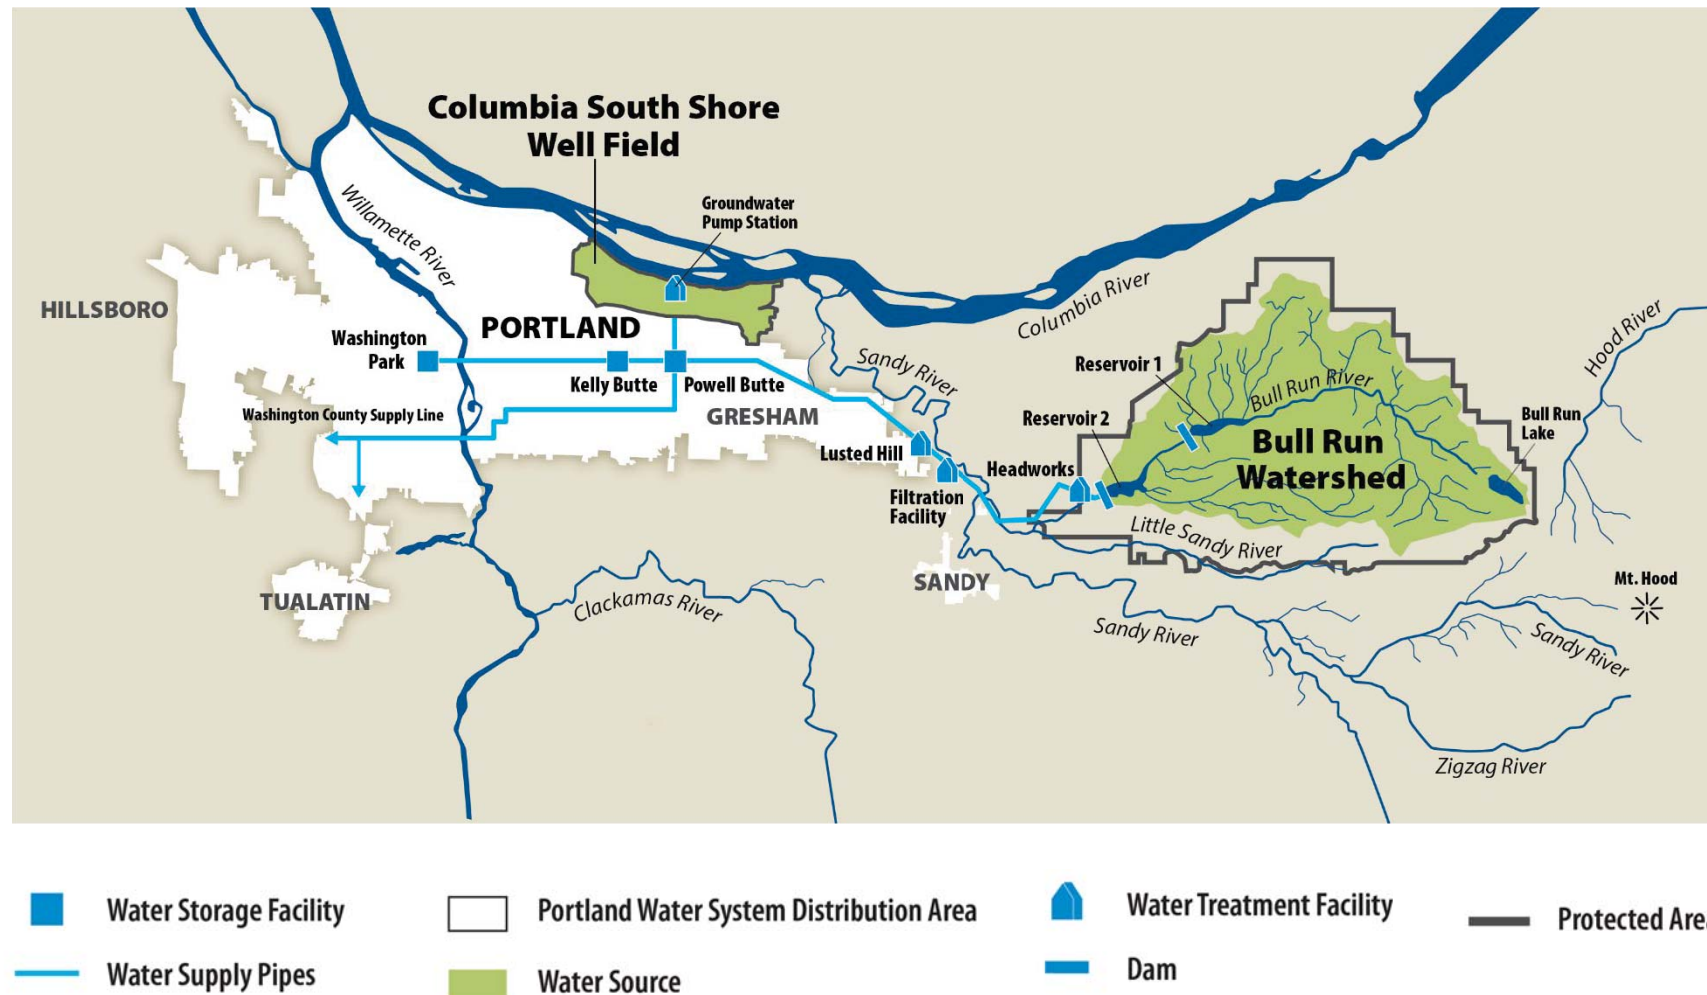 Columbia South Shore
Well Field
Groundwater
Pump Station
Willamette River
Columbia River
HILLSBORO
PORTLAND
Washington
Park
Kelly Butte
Powell Butte
Sandy River
Hood River
Reservoir 1
Bull Run River
Washington County Supply Line
GRESHAM
Reservoir 2
Bull Run
Lake
Bull Run
Watershed
Lusted Hill
Headworks
Filtration
Facility
Little Sandy River
SANDY
Mt. Hood
TUALATIN
Clackamas River
Sandy River
Sandy River
Zigzag River
Water Storage Facility
Portland Water System Distribution Area
Water Treatment Facility
Protected Are
Water Supply Pipes
Water Source
Dam